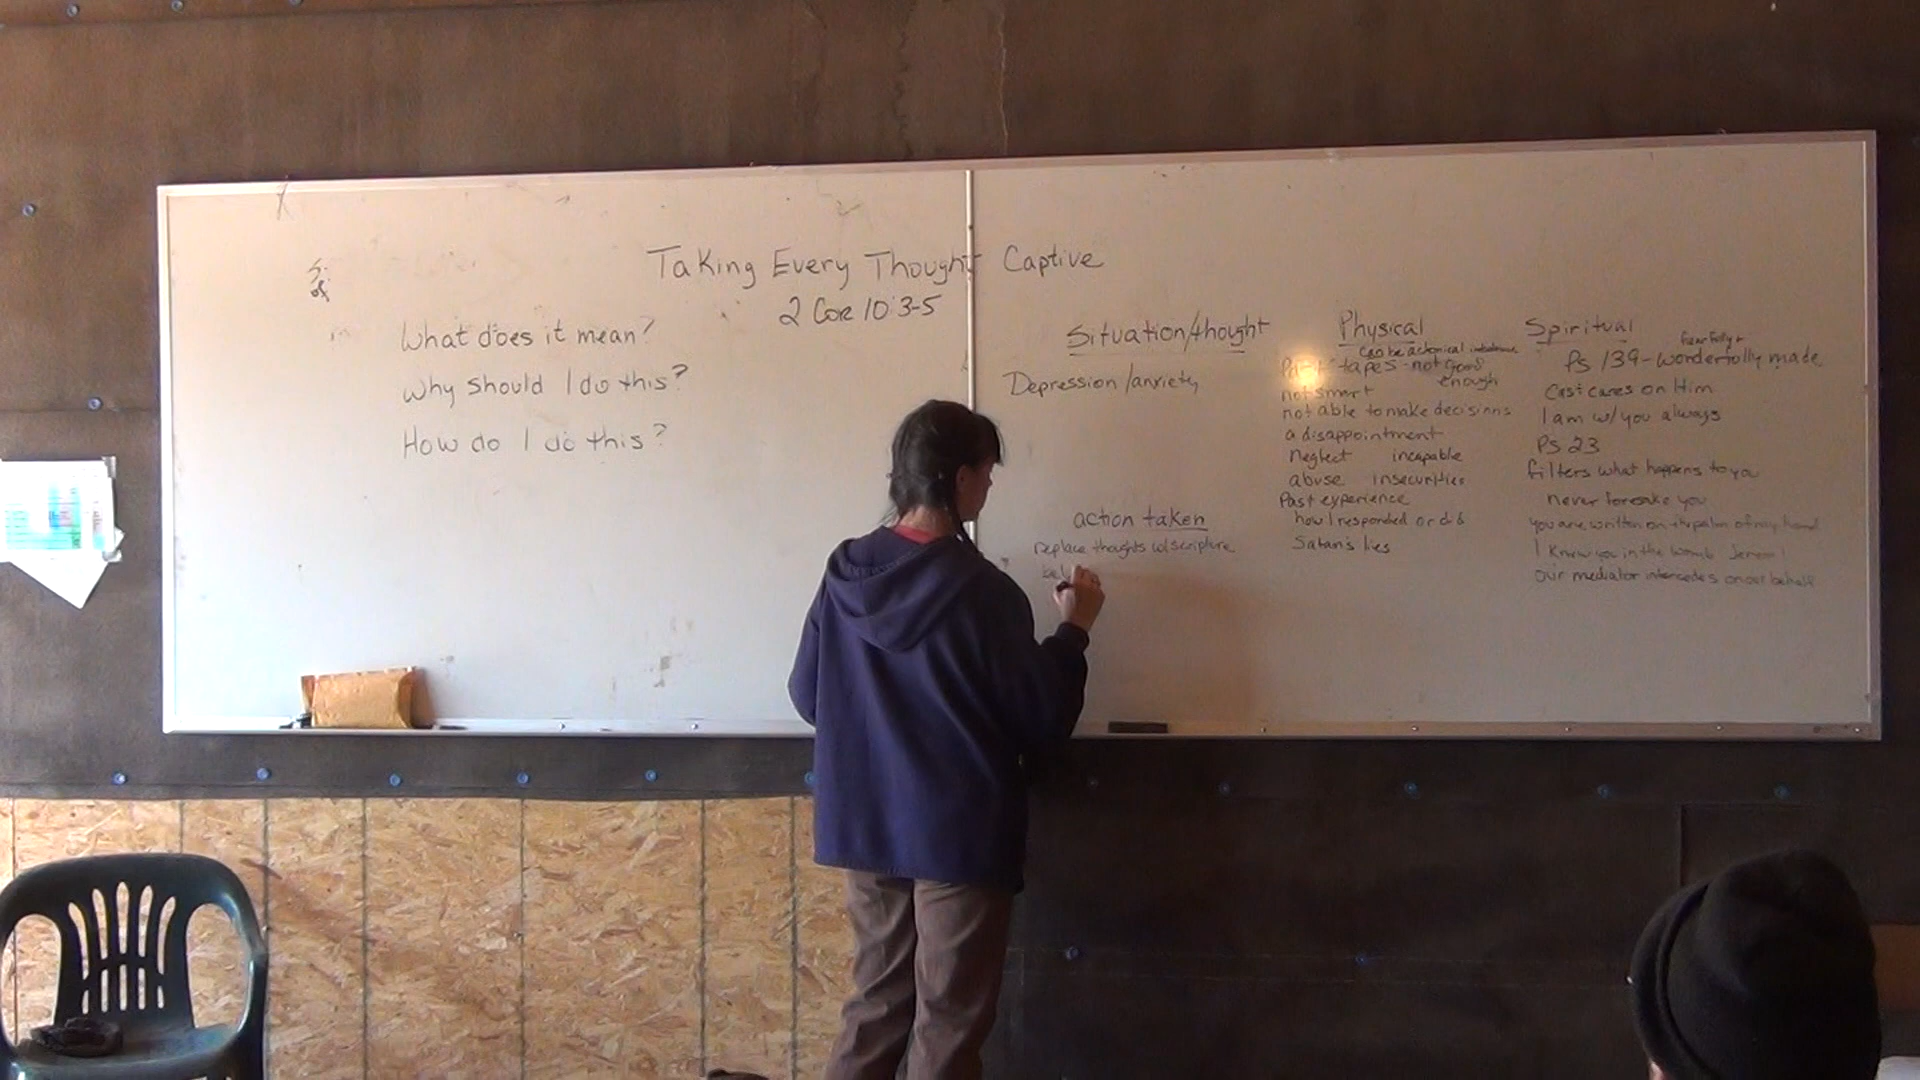 Taking Every Thought Captive
2 Cor 10:3-5
What does it mean?
Why should I do this?
How do I do this?
Situation/thought
Depression/anxiety
action taken
replace thoughts w/ scripture
bel
Physical
can be a chemical imbalance
Past "tapes - not good
enough
not smart
not able to make decisions
a disappointment
neglect incapable
abuse insecurities
Past experience
how I responded or did
Satan's lies
Spiritual
fearfully +
Ps 139 - wonderfully made
Cast cares on Him
I am w/ you always
Ps 23
filters what happens to you
never forsake you
you are written on the palm of my hand
I knew you in the womb Jerem 1
our mediator intercedes on our behalf